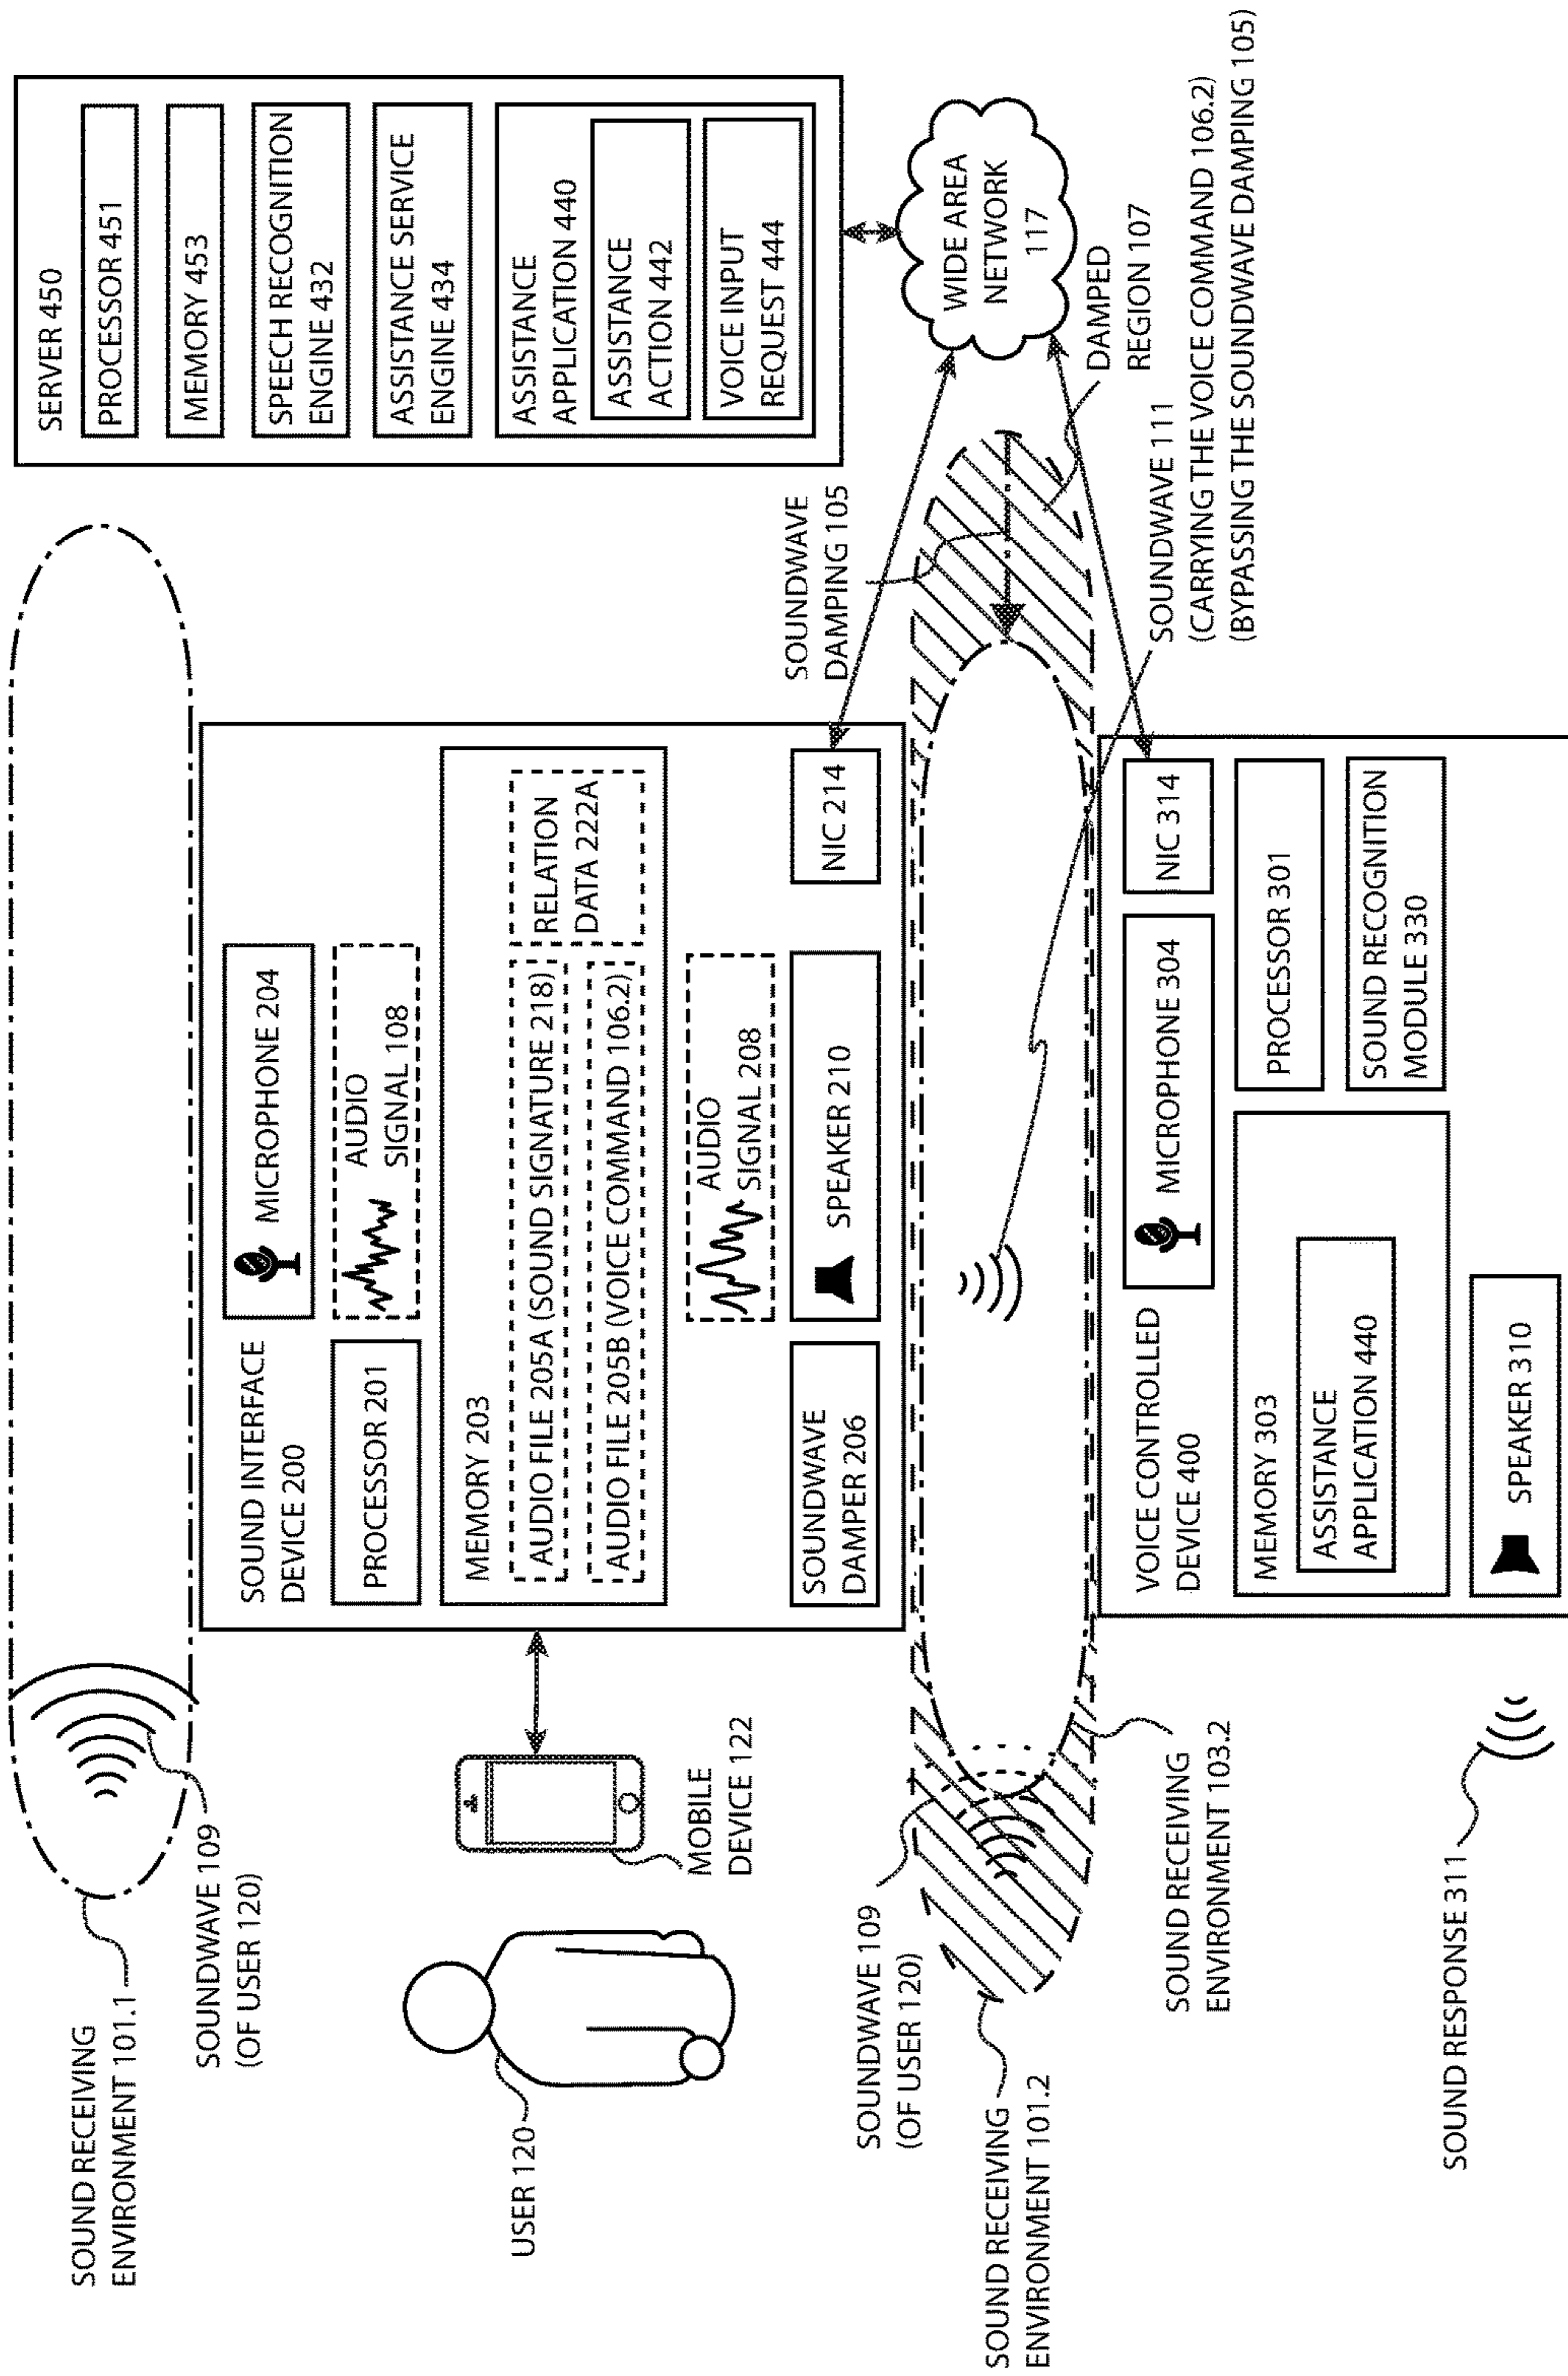 SOUND RECEIVING
ENVIRONMENT 101.1
SOUNDWAVE 109
(OF USER 120)
USER 120
MOBILE
DEVICE 122
SOUND INTERFACE
DEVICE 200
MICROPHONE 204
PROCESSOR 201
AUDIO
SIGNAL 108
MEMORY 203
AUDIO FILE 205A (SOUND SIGNATURE 218)
AUDIO FILE 205B (VOICE COMMAND 106.2)
RELATION
DATA 222A
AUDIO
SIGNAL 208
SOUNDWAVE
DAMPER 206
SPEAKER 210
NIC 214
SERVER 450
PROCESSOR 451
MEMORY 453
SPEECH RECOGNITION
ENGINE 432
ASSISTANCE SERVICE
ENGINE 434
ASSISTANCE
APPLICATION 440
ASSISTANCE
ACTION 442
VOICE INPUT
REQUEST 444
WIDE AREA
NETWORK
117
SOUNDWAVE
DAMPING 105
DAMPED
REGION 107
SOUNDWAVE 111
(CARRYING THE VOICE COMMAND 106.2)
(BYPASSING THE SOUNDWAVE DAMPING 105)
SOUNDWAVE 109
(OF USER 120)
SOUND RECEIVING
ENVIRONMENT 101.2
SOUND RECEIVING
ENVIRONMENT 103.2
VOICE CONTROLLED
DEVICE 400
MICROPHONE 304
NIC 314
MEMORY 303
ASSISTANCE
APPLICATION 440
PROCESSOR 301
SOUND RECOGNITION
MODULE 330
SPEAKER 310
SOUND RESPONSE 311